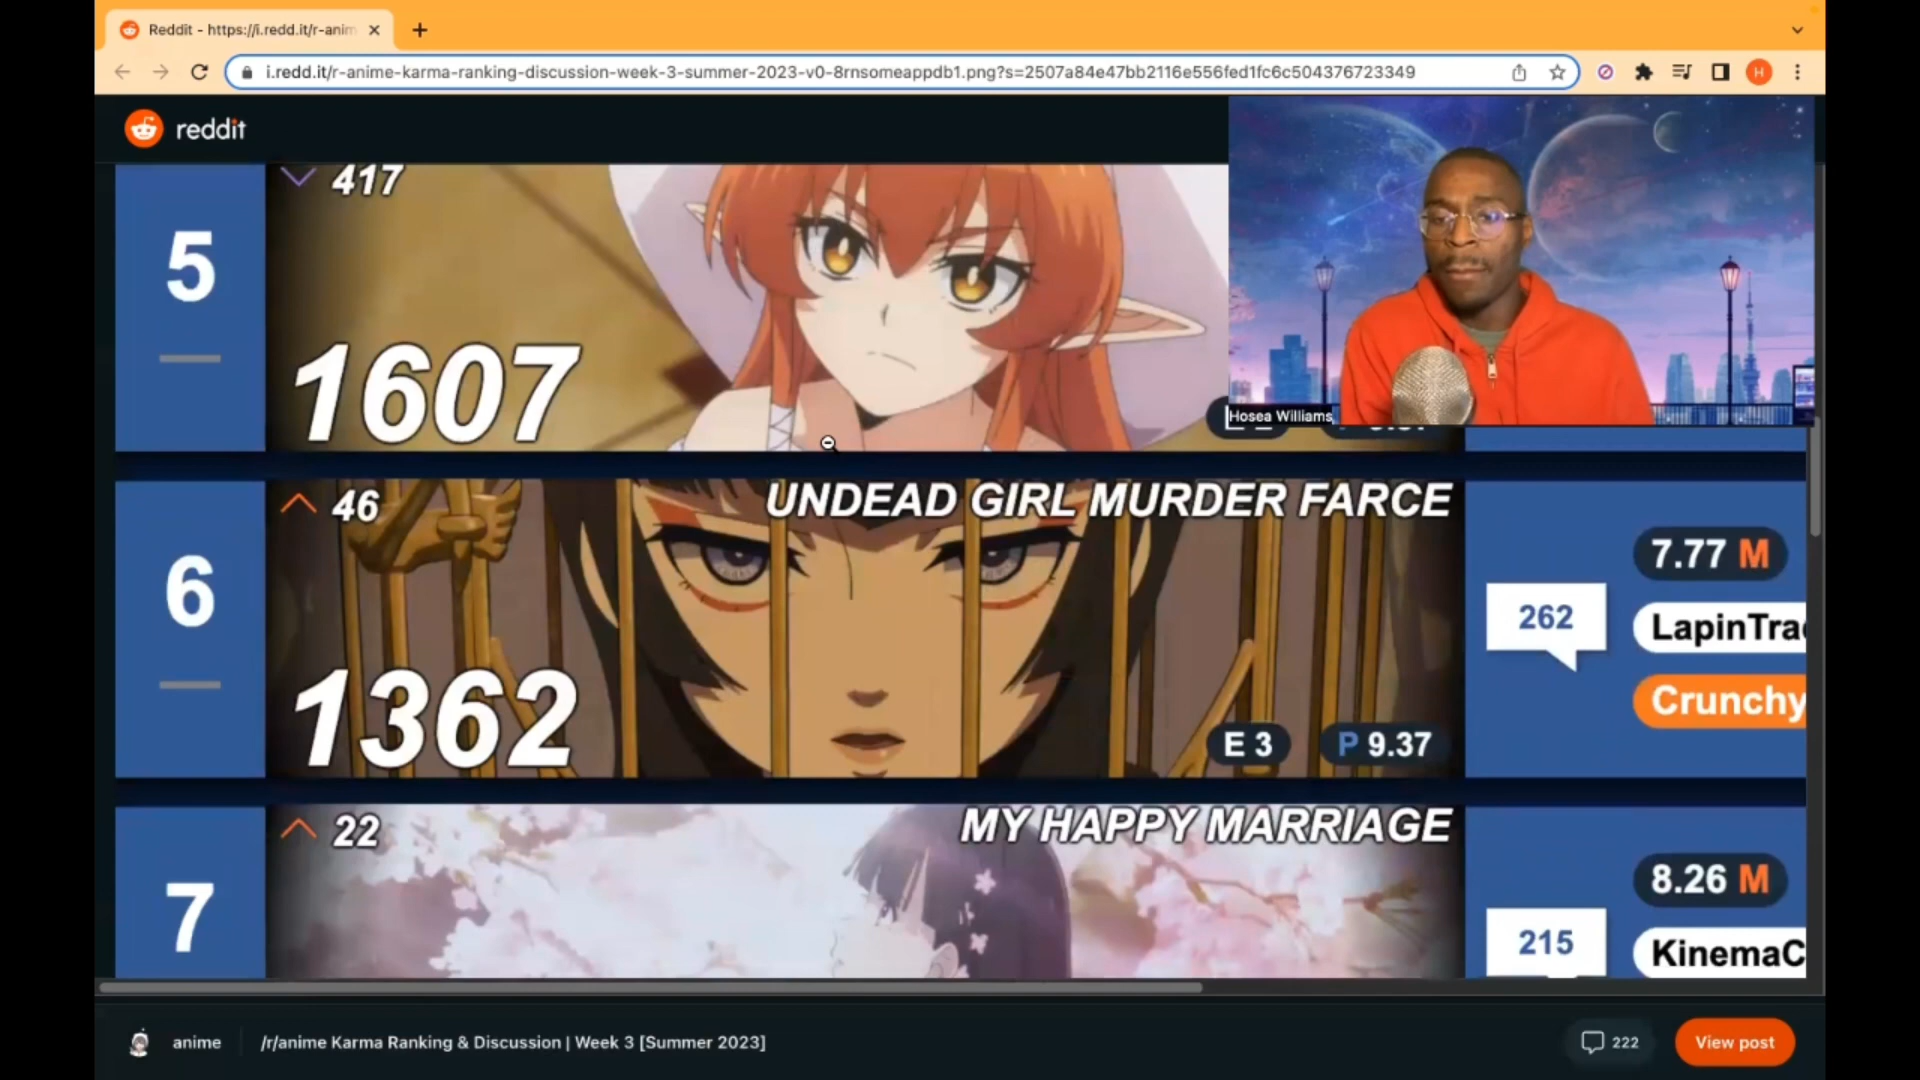 Reddit - https://i.redd.it/r-anim
i.redd.it/r-anime-karma-ranking-discussion-week-3-summer-2023-v0-8rnsomeappdb1.png?s=2507a84e47bb2116e556fed1fc6c504376723349
H
reddit
5
417
1607
Hosea Williams
6
46
UNDEAD GIRL MURDER FARCE
1362
E 3
P 9.37
262
7.77 M
LapinTra
Crunchy
7
22
MY HAPPY MARRIAGE
215
8.26 M
KinemaC
anime
/r/anime Karma Ranking & Discussion | Week 3 [Summer 2023]
222
View post